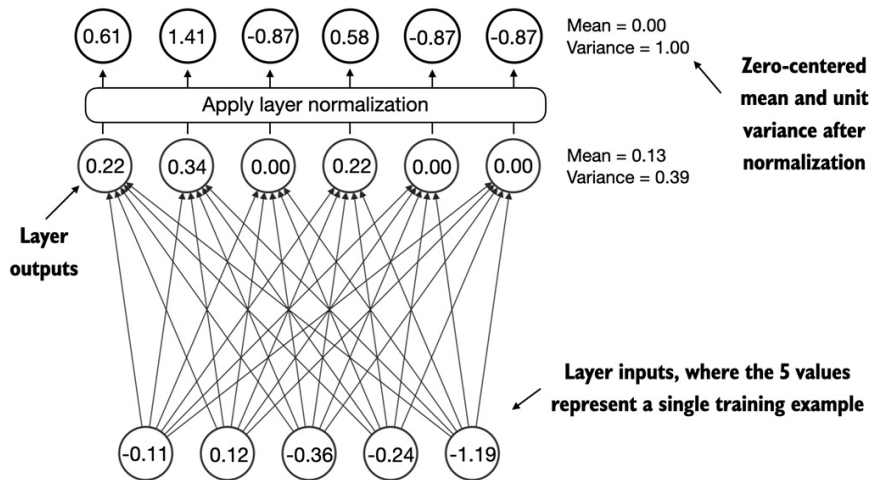 0.61 1.41 -0.87 0.58 -0.87 -0.87
Mean = 0.00
Variance = 1.00
Zero-centered
mean and unit
variance after
normalization
Apply layer normalization
0.22 0.34 0.00 0.22 0.00 0.00
Mean = 0.13
Variance = 0.39
Layer
outputs
Layer inputs, where the 5 values
represent a single training example
-0.11 0.12 -0.36 -0.24 -1.19